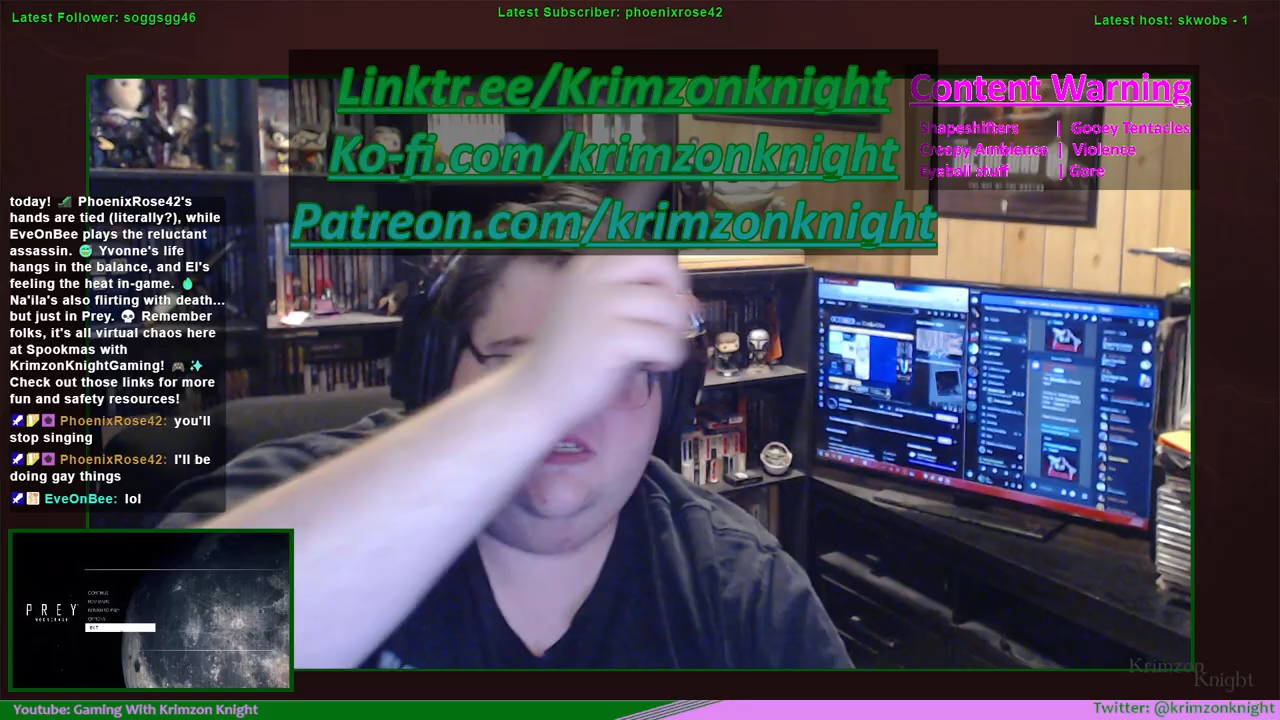 Latest Follower: soggsgg46
Latest Subscriber: phoenixrose42
Latest host: skwobs - 1
Linktr.ee/Krimzonknight
Ko-fi.com/krimzonknight
Patreon.com/krimzonknight
Content Warning
Shapeshifters | Gooey Tentacles
Creepy Ambience | Violence
Eyeball stuff | Gore
today! PhoenixRose42's
hands are tied (literally?), while
EveOnBee plays the reluctant
assassin. Yvonne's life
hangs in the balance, and El's
feeling the heat in-game.
Na'ila's also flirting with death...
but just in Prey. Remember
folks, it's all virtual chaos here
at Spookmas with
KrimzonKnightGaming!
Check out those links for more
fun and safety resources!
PhoenixRose42: you'll
stop singing
PhoenixRose42: I'll be
doing gay things
EveOnBee: lol
PREY
CONTINUE
OPTIONS
EXIT
Krimzon
Knight
Youtube: Gaming With Krimzon Knight
Twitter: @krimzonknight